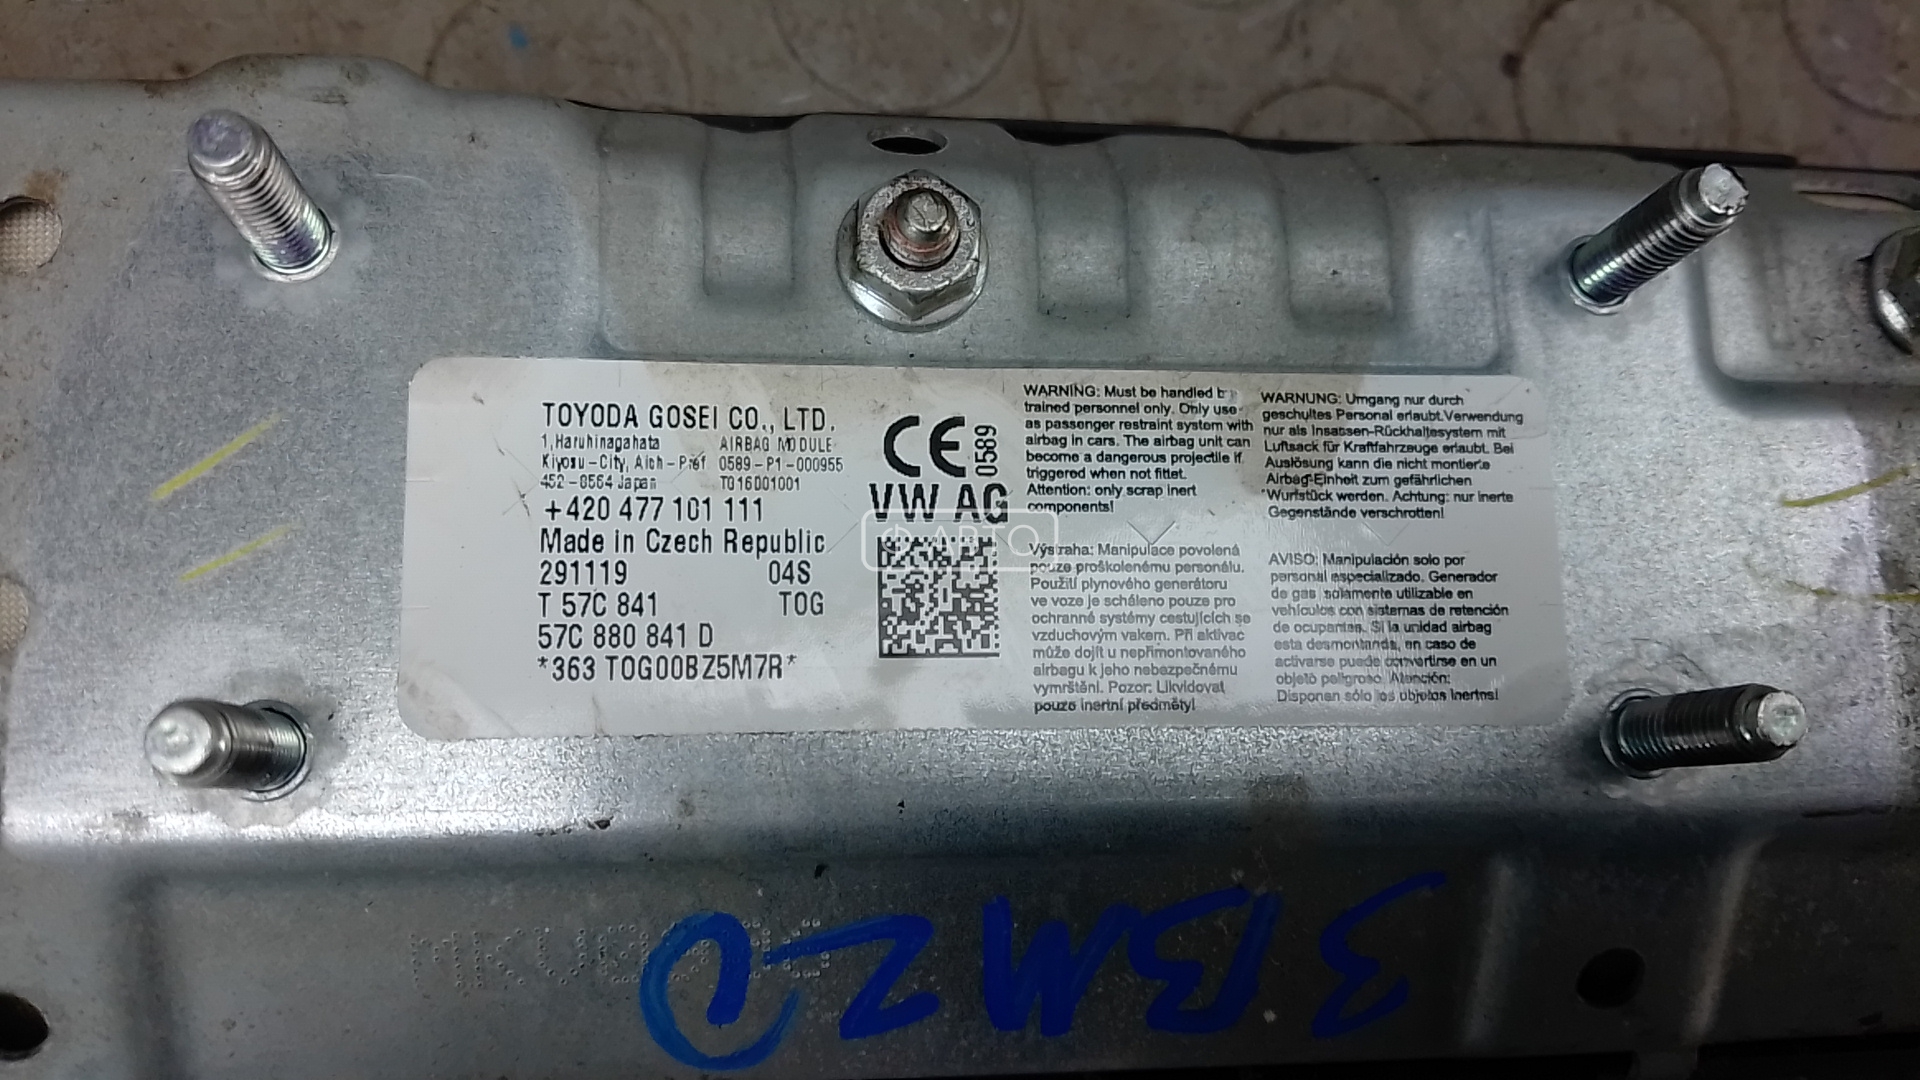 TOYODA GOSEI CO., LTD.
1, Haruhinagahata AIRBAG MODULE
Kiyosu-City, Aich-Pref 0589-P1-000955
452-8564 Japan TG16D01001
+420 477 101 111
Made in Czech Republic
291119 04S
T 57C 841 TOG
57C 880 841 D
*363 TOG00BZ5M7R*
CE 0589
VW AG
АВТО
WARNING: Must be handled
trained personnel only. Only use
as passenger restraint system with
airbag in cars. The airbag unit can
become a dangerous projectile if
triggered when not fittet.
Attention: only scrap inert
components!
WARNUNG: Umgang nur durch
geschultes Personal erlaubt.Verwendung
nur als Insassen-Rückhaltesystem mit
Luftsack für Kraftfahrzeuge erlaubt. Bei
Auslösung kann die nicht montierte
Airbag-Einheit zum gefährlichen
Wurfstück werden. Achtung: nur inerte
Gegenstände verschrotten!
Výstraha: Manipulace povolená
pouze proškolenému personálu.
Použití plynového generátoru
ve voze je scháleno pouze pro
ochranné systémy cestujících se
vzduchovým vakem. Při aktivac
může dojít u nepřimontovaného
airbagu k jeho nebezpečnému
vymrštění. Pozor: Likvidovat
pouze inertní předměty!
AVISO: Manipulación solo por
personal especializado. Generador
de gas solamente utilizable en
vehículos con sistemas de retención
de ocupantes. Si la unidad airbag
esta desmontanda, en caso de
activarse puede convertirse en un
objeto peligroso. Atención:
Disponan sólo los objetos inertns!
3BM2